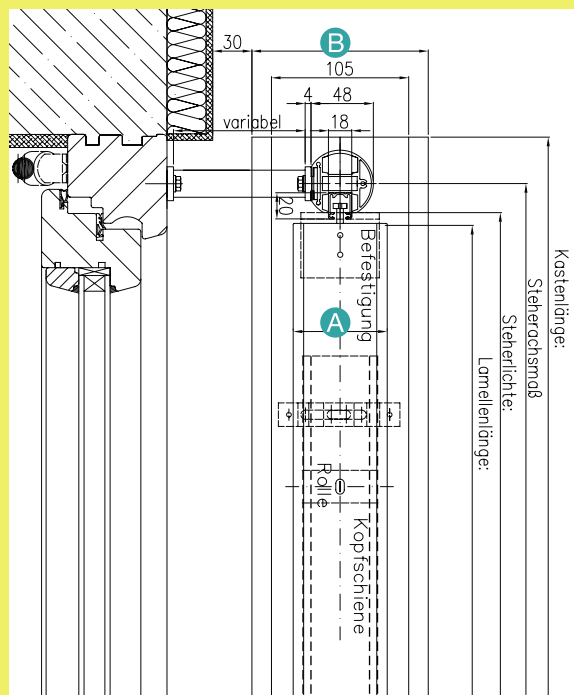 30
B
105
4
48
variabel
18
20
Befestigung
A
Rolle
Kopfschiene
Kastenlänge:
Steherachsmaß
Steherlichte:
Lamellenlänge: